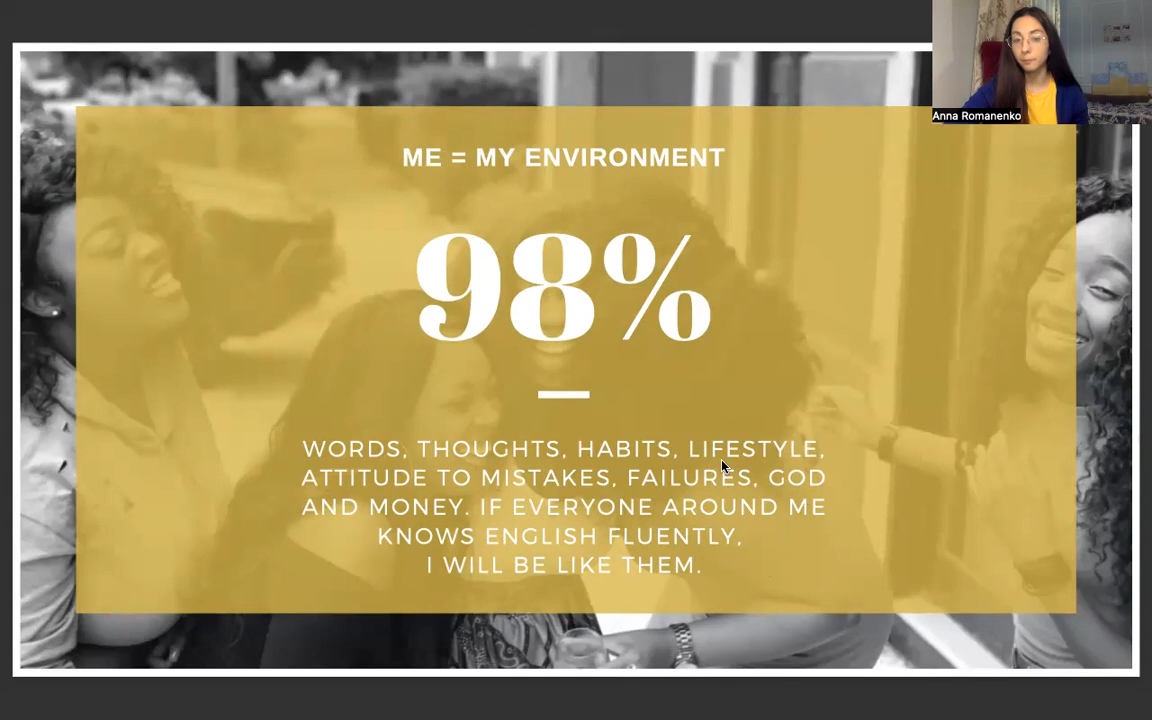 Anna Romanenko
ME = MY ENVIRONMENT
98%
WORDS, THOUGHTS, HABITS, LIFESTYLE,
ATTITUDE TO MISTAKES, FAILURES, GOD
AND MONEY. IF EVERYONE AROUND ME
KNOWS ENGLISH FLUENTLY,
I WILL BE LIKE THEM.